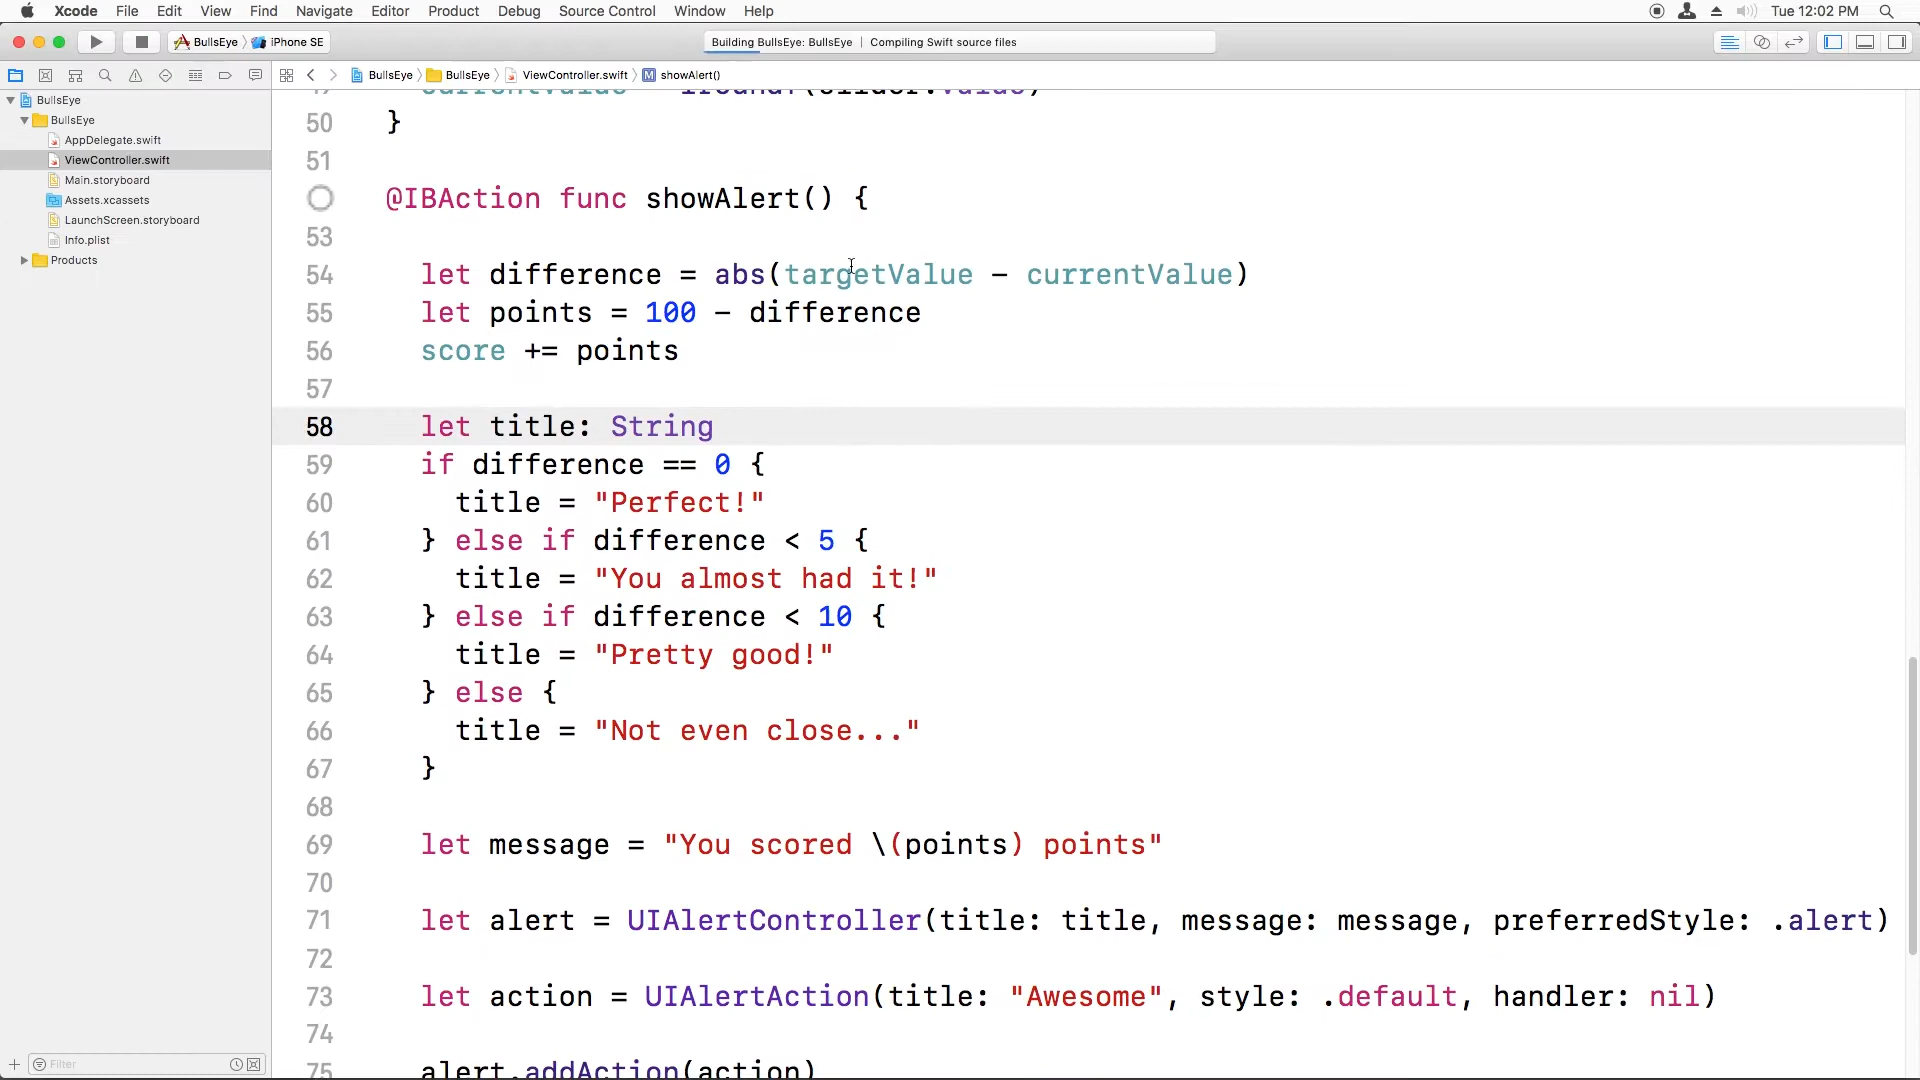 Xcode File Edit View Find Navigate Editor Product Debug Source Control Window Help Tue 12:02 PM
BullsEye iPhone SE Building BullsEye: BullsEye | Compiling Swift source files
BullsEye BullsEye ViewController.swift M showAlert()
BullsEye
BullsEye
AppDelegate.swift
ViewController.swift
Main.storyboard
Assets.xcassets
LaunchScreen.storyboard
Info.plist
Products
Filter
50 }
51
@IBAction func showAlert() {
53
54 let difference = abs(targetValue - currentValue)
55 let points = 100 - difference
56 score += points
57
58 let title: String
59 if difference == 0 {
60 title = "Perfect!"
61 } else if difference < 5 {
62 title = "You almost had it!"
63 } else if difference < 10 {
64 title = "Pretty good!"
65 } else {
66 title = "Not even close..."
67 }
68
69 let message = "You scored \(points) points"
70
71 let alert = UIAlertController(title: title, message: message, preferredStyle: .alert)
72
73 let action = UIAlertAction(title: "Awesome", style: .default, handler: nil)
74
75 alert.addAction(action)